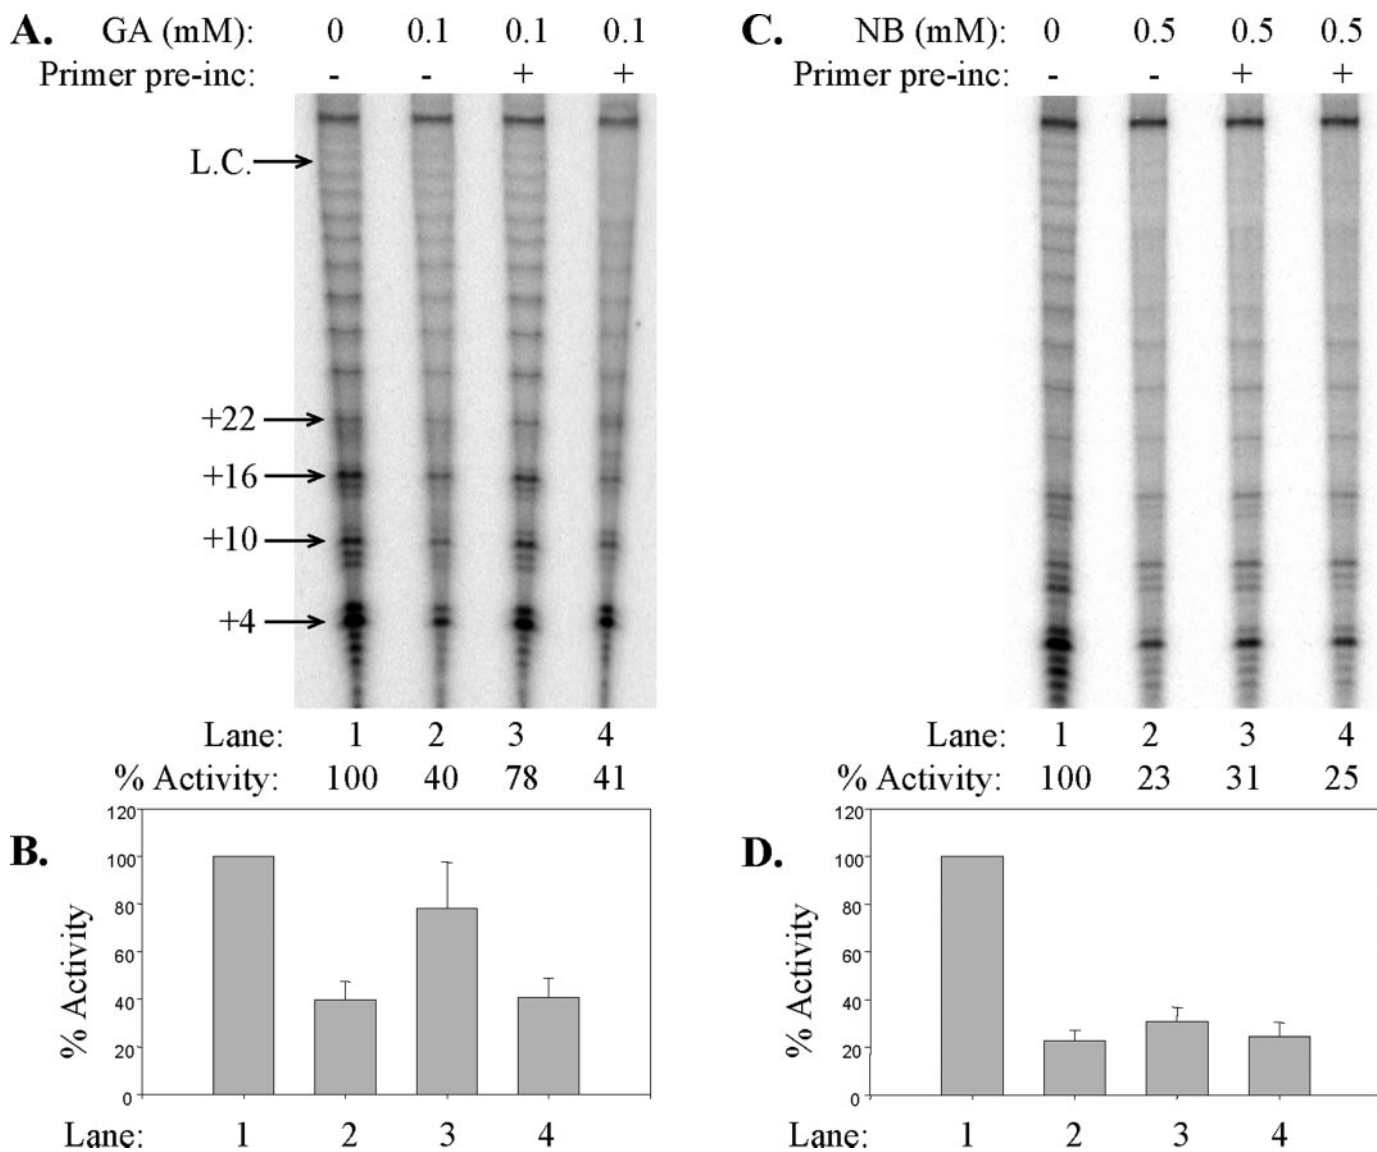 A. GA (mM): 0 0.1 0.1 0.1
Primer pre-inc: - - + +
L.C.
+22
+16
+10
+4
Lane: 1 2 3 4
% Activity: 100 40 78 41
B.
% Activity
120
100
80
60
40
20
0
Lane: 1 2 3 4
C. NB (mM): 0 0.5 0.5 0.5
Primer pre-inc: - - + +
Lane: 1 2 3 4
% Activity: 100 23 31 25
D.
% Activity
120
100
80
60
40
20
0
Lane: 1 2 3 4